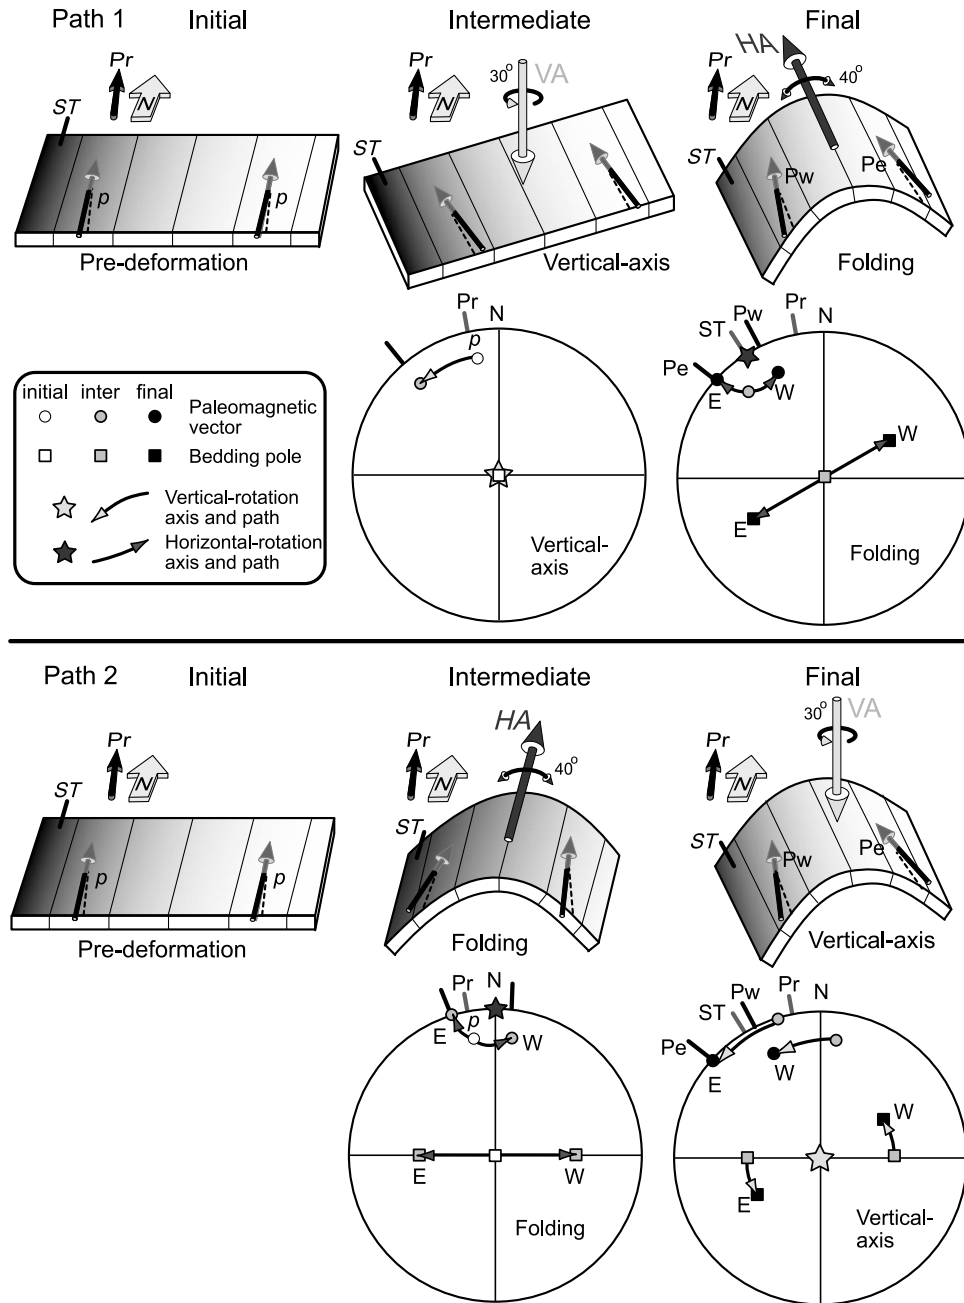 Path 1
Initial
Intermediate
Final
Pr
N
ST
p
p
Pre-deformation
Pr
N
30°
VA
ST
Vertical-axis
HA
Pr
N
40°
ST
Pw
Pe
Folding
initial inter final
Paleomagnetic
vector
Bedding pole
Vertical-rotation
axis and path
Horizontal-rotation
axis and path
Pr
N
p
Vertical-
axis
Pr
N
Pw
ST
Pe
E
W
W
E
Folding
Path 2
Initial
Intermediate
Final
Pr
N
ST
p
p
Pre-deformation
HA
Pr
N
40°
ST
Folding
30°
VA
Pr
N
ST
Pw
Pe
Vertical-axis
Pr
N
p
E
W
E
W
Folding
Pr
N
Pw
ST
Pe
E
W
W
E
Vertical-
axis